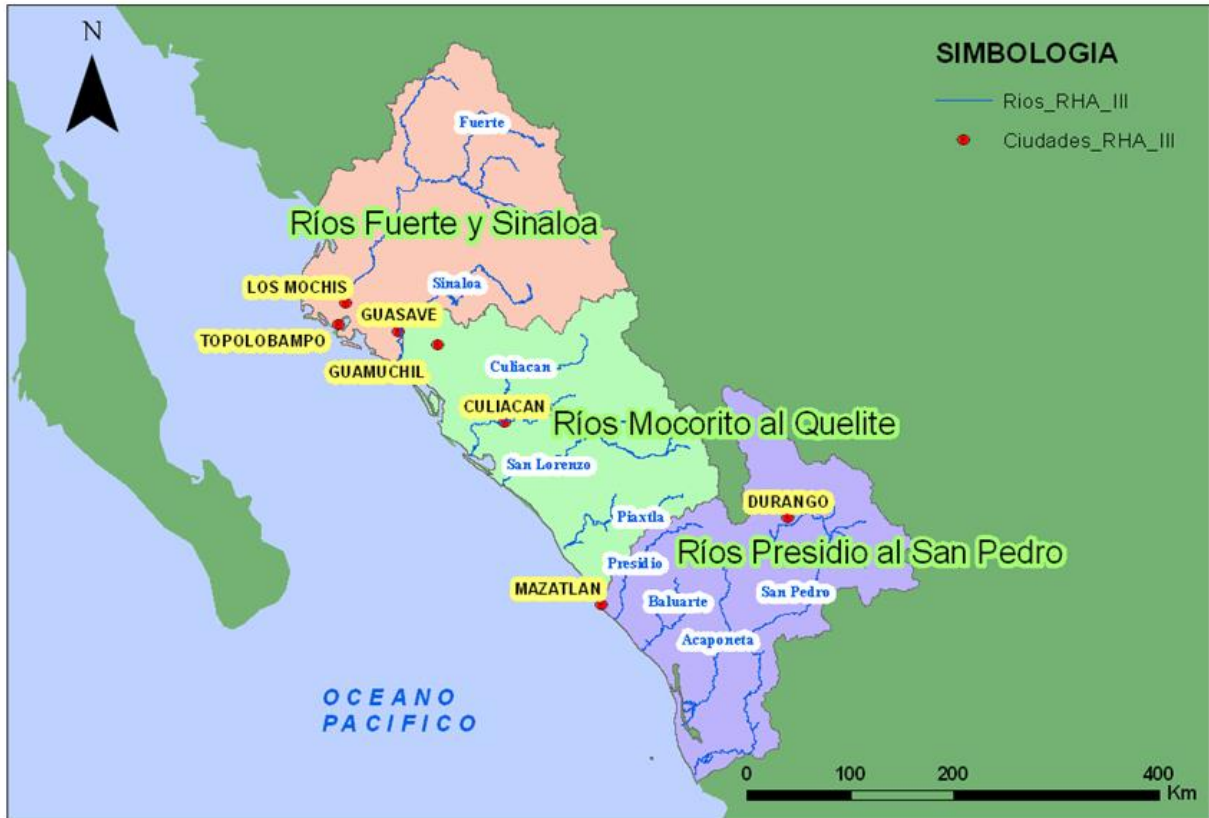 N
SIMBOLOGIA
Rios_RHA_III
Ciudades_RHA_III
Fuerte
Ríos Fuerte y Sinaloa
LOS MOCHIS
Sinaloa
GUASAVE
TOPOLOBAMPO
GUAMUCHIL
Culiacan
CULIACAN
Ríos Mocorito al Quelite
San Lorenzo
DURANGO
Piaxtla
Ríos Presidio al San Pedro
Presidio
MAZATLAN
Baluarte
San Pedro
Acaponeta
OCEANO
PACIFICO
0 100 200 400
Km